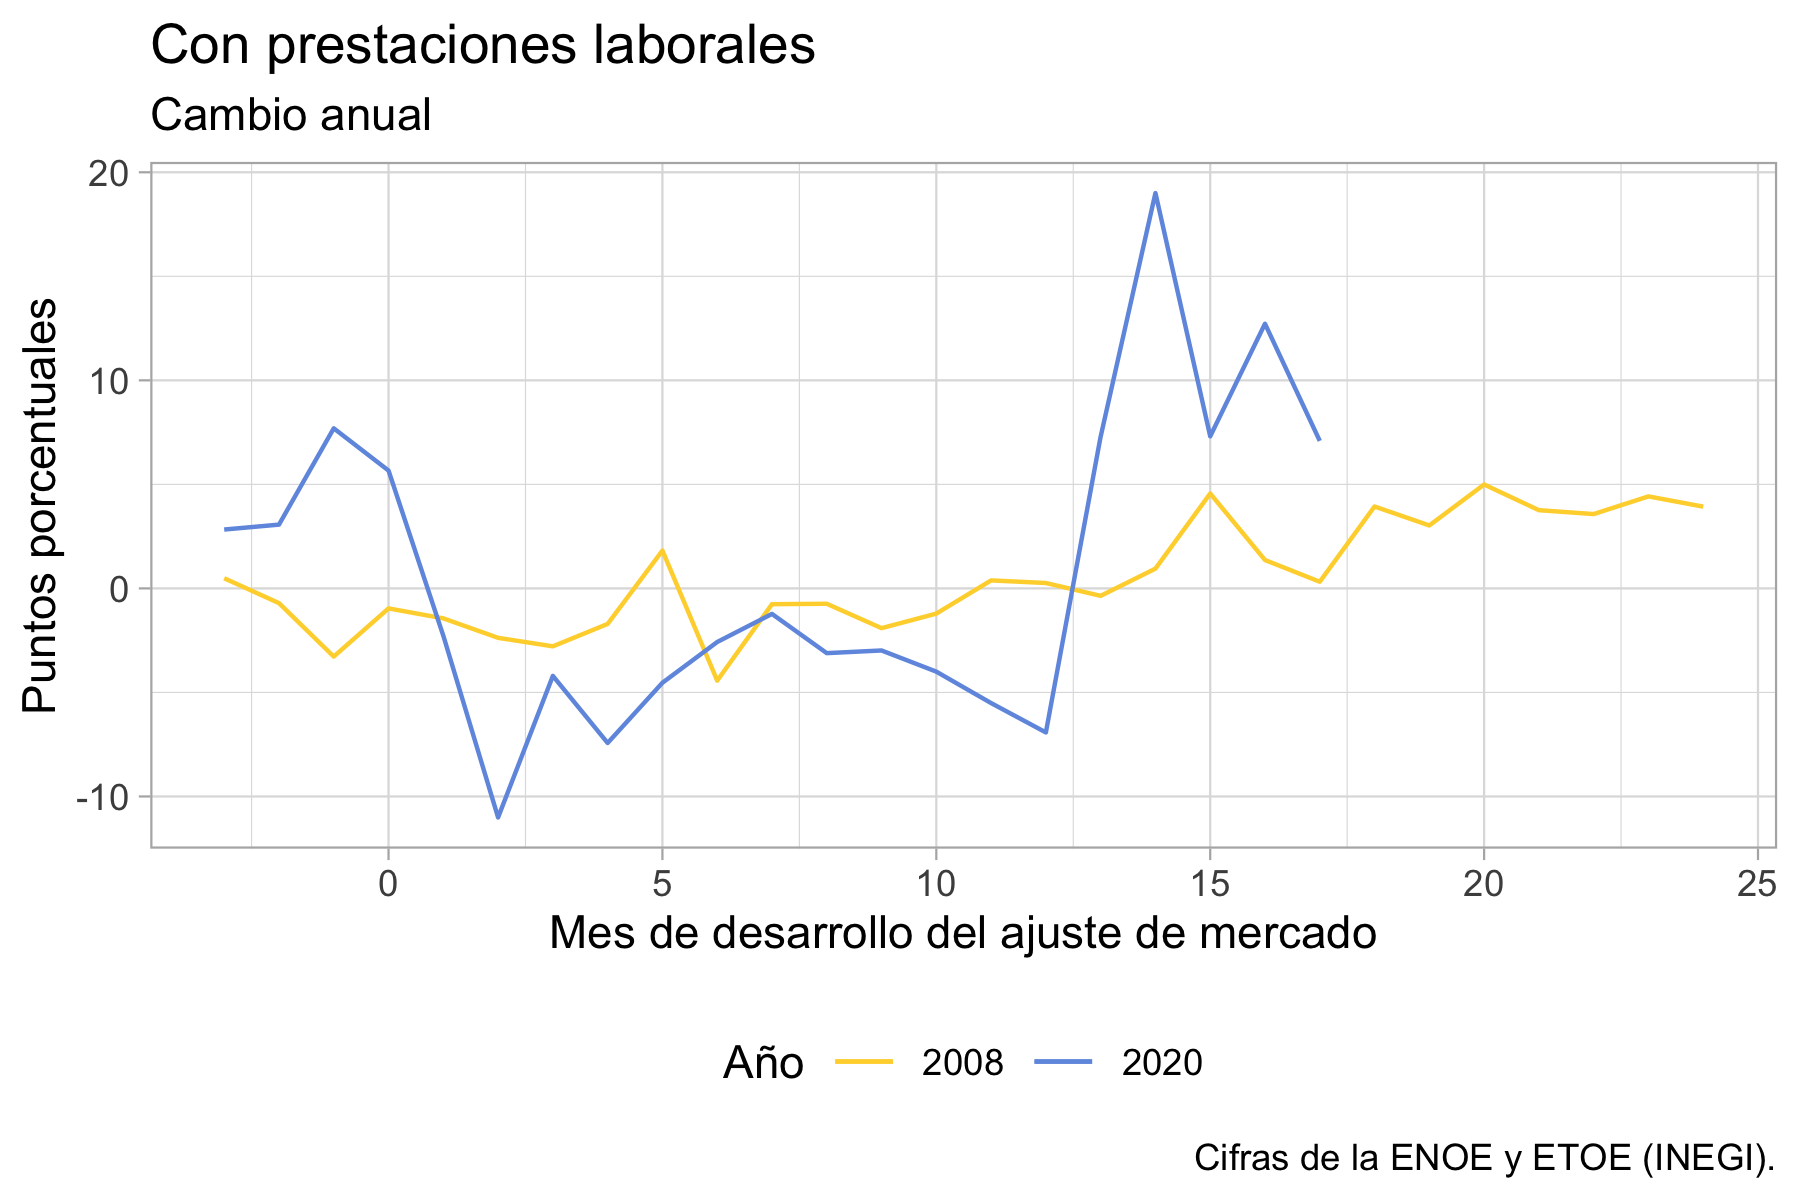 Con prestaciones laborales
Cambio anual
Puntos porcentuales
20
10
0
-10
0 5 10 15 20 25
Mes de desarrollo del ajuste de mercado
Año 2008 2020
Cifras de la ENOE y ETOE (INEGI).